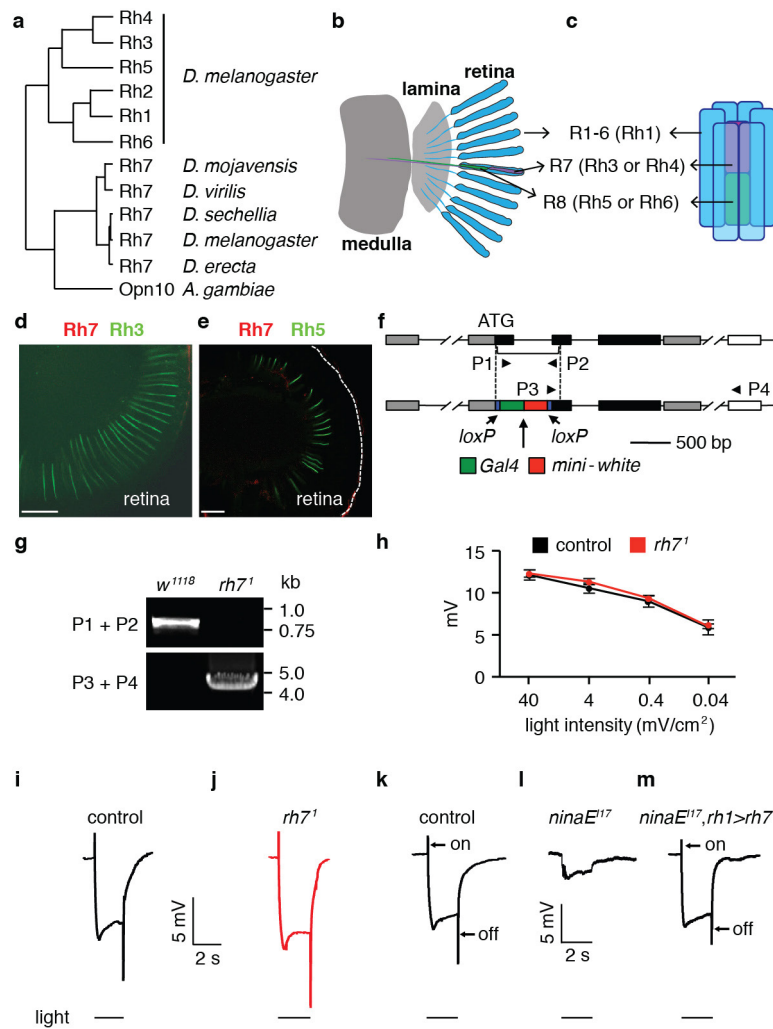 a
Rh4
Rh3
Rh5
Rh2
Rh1
Rh6
D. melanogaster
Rh7 D. mojavensis
Rh7 D. virilis
Rh7 D. sechellia
Rh7 D. melanogaster
Rh7 D. erecta
Opn10 A. gambiae
b
retina
lamina
medulla
c
R1-6 (Rh1)
R7 (Rh3 or Rh4)
R8 (Rh5 or Rh6)
d
Rh7 Rh3
retina
e
Rh7 Rh5
retina
f
ATG
P1 P2
P3 P4
loxP loxP
500 bp
Gal4 mini-white
g
w1118 rh71 kb
P1 + P2
1.0
0.75
P3 + P4
5.0
4.0
h
control rh71
15
10
5
0
mV
40 4 0.4 0.04
light intensity (mV/cm2)
i
control
j
rh71
5 mV
2 s
k
control
on
off
l
ninaEI17
5 mV
2 s
m
ninaEI17,rh1>rh7
on
off
light